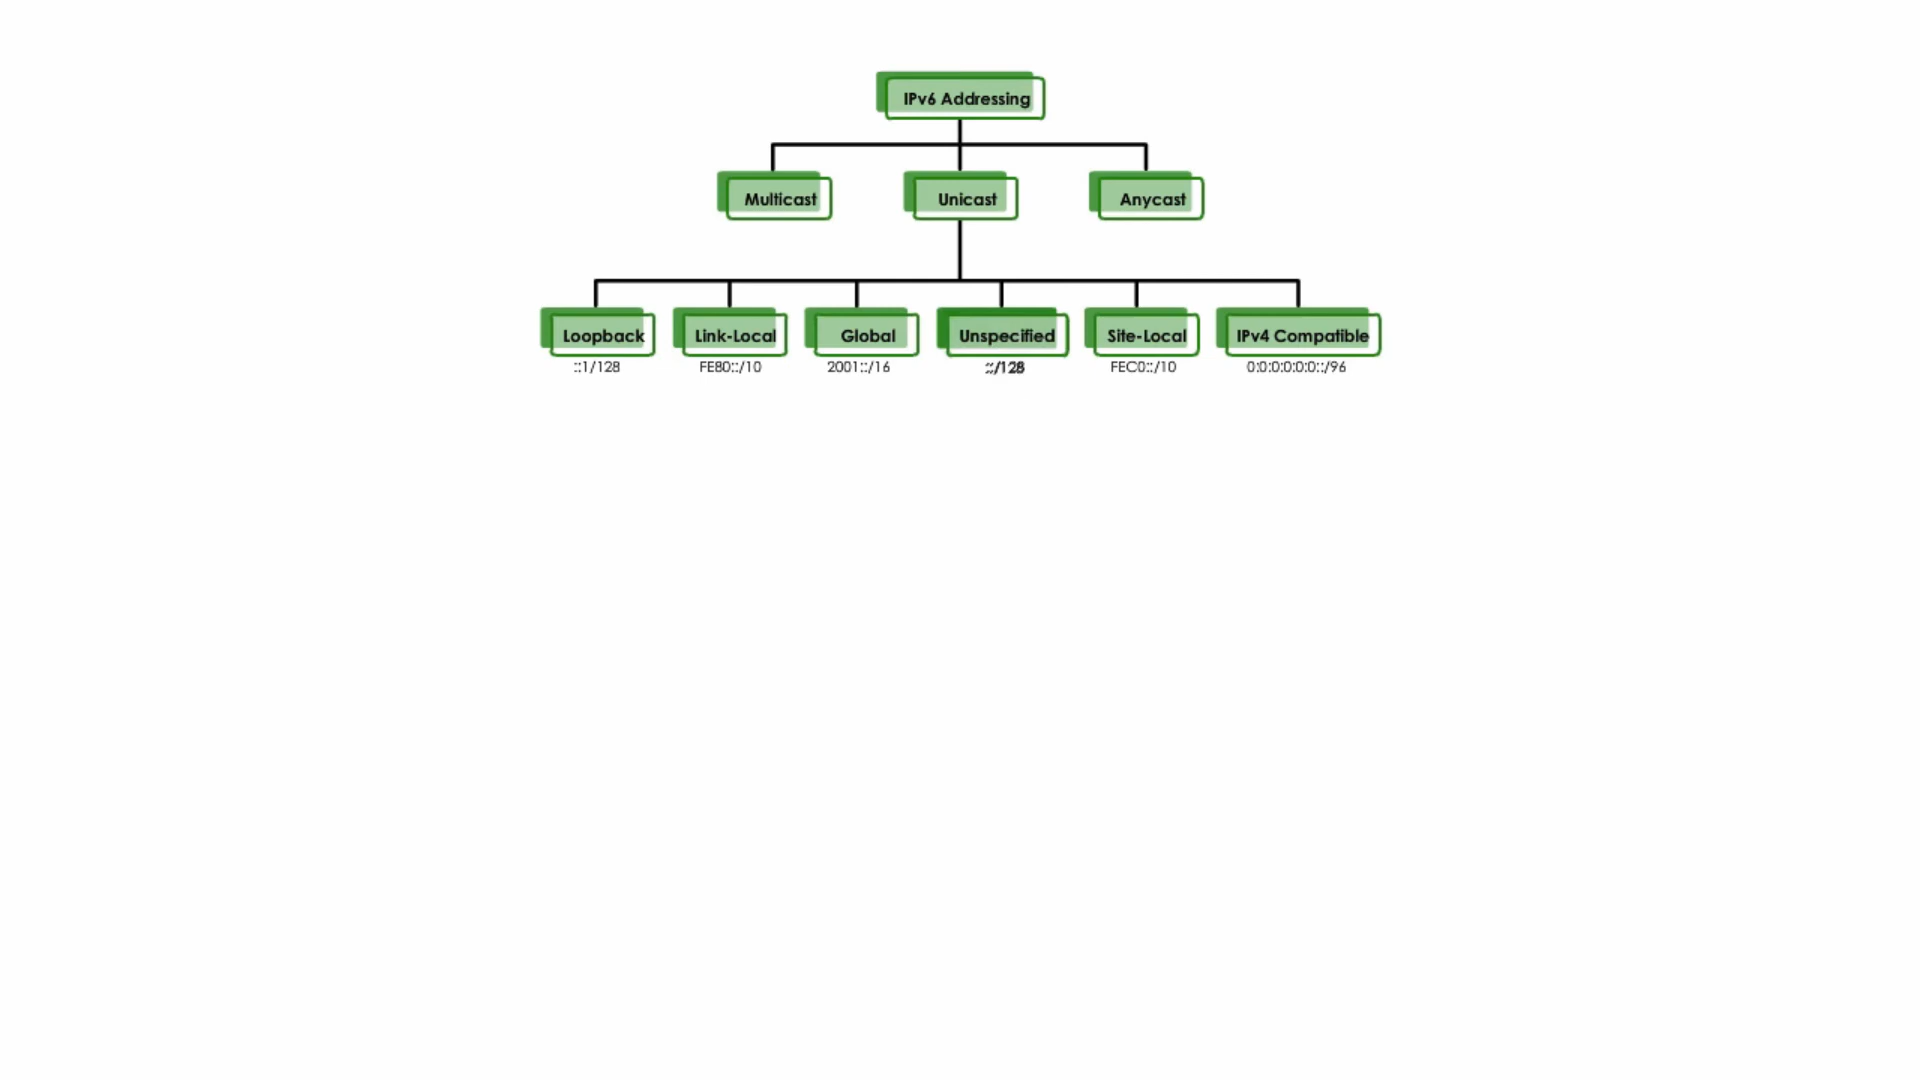 IPv6 Addressing
Multicast
Unicast
Anycast
Loopback
Link-Local
Global
Unspecified
Site-Local
IPv4 Compatible
::1/128
FE80::/10
2001::/16
::/128
FEC0::/10
0:0:0:0:0:0::/96